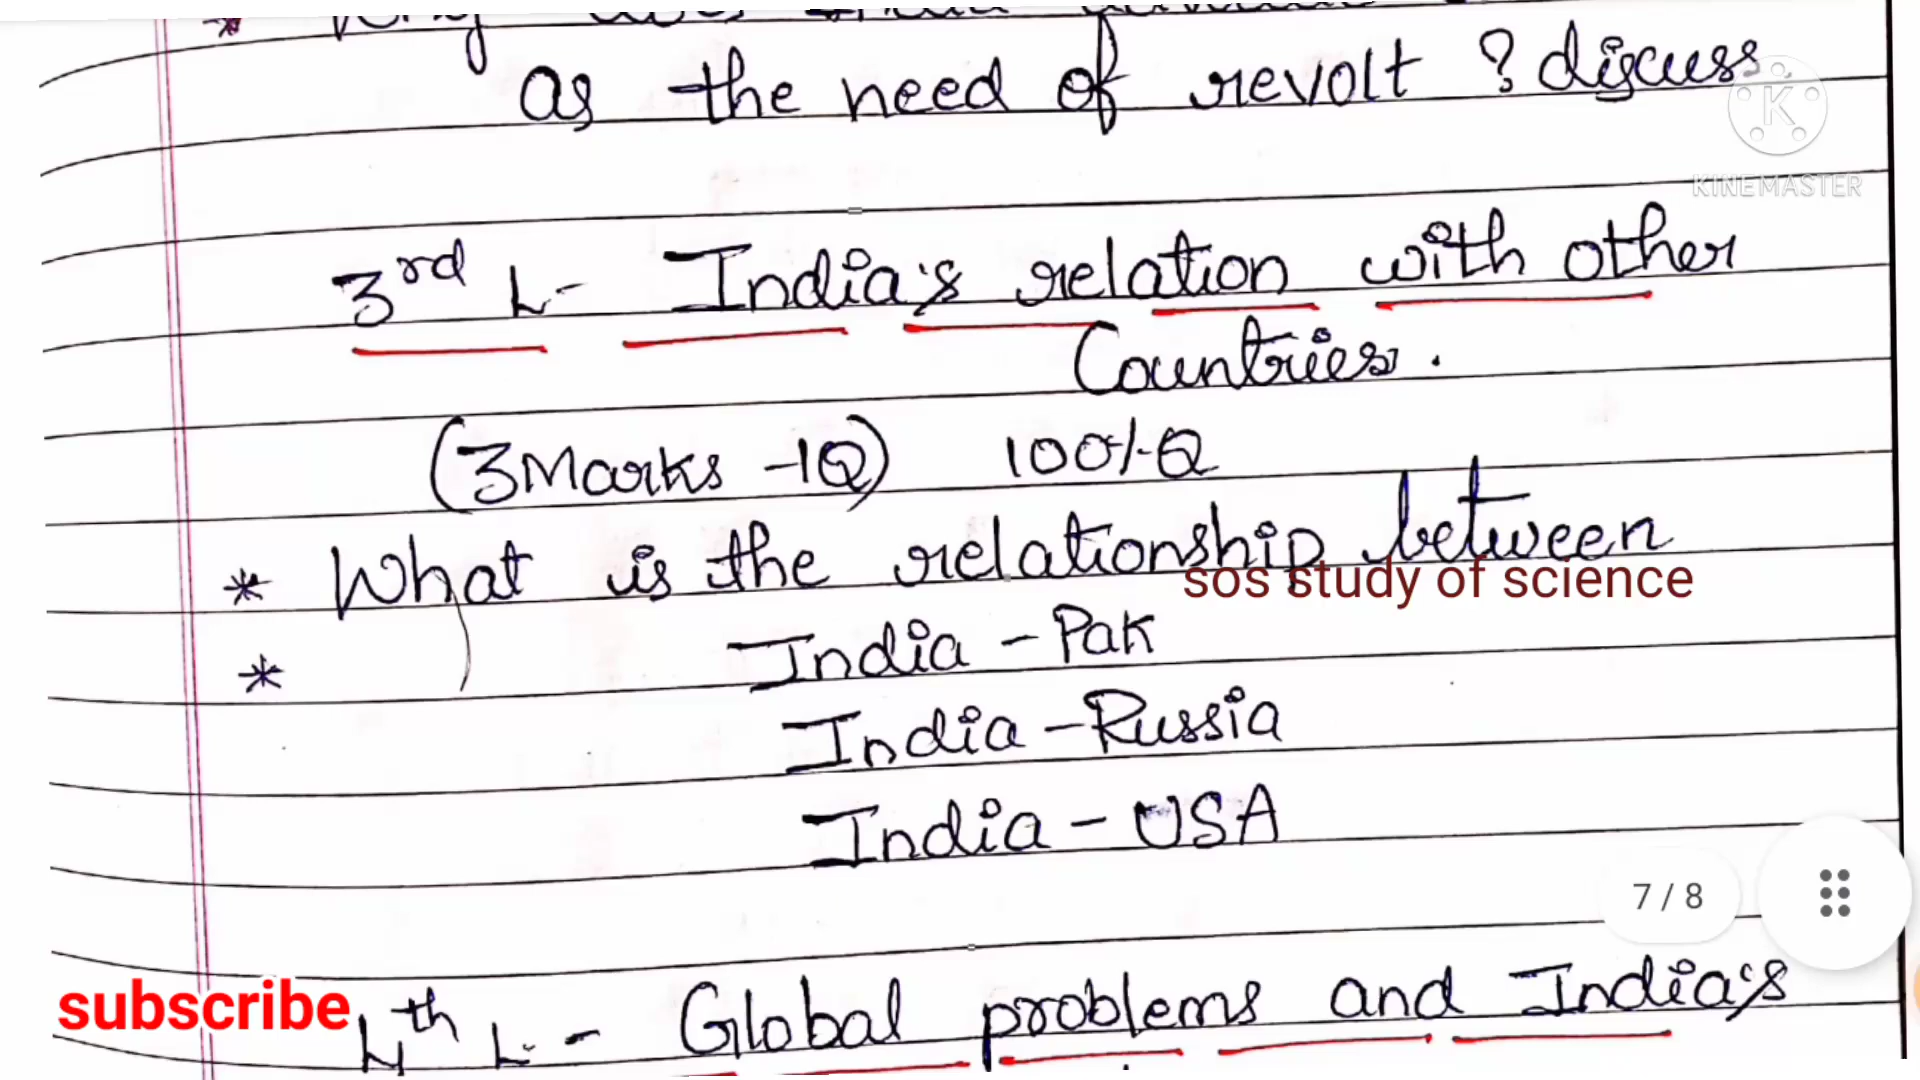 as the need of revolt ? discuss
KINEMASTER
3rd L- India's relation with other
Countries.
(3Marks -1Q) 100%Q
* What is the relationship between
sos study of science
* India - Pak
India - Russia
India - USA
7 / 8
subscribe
4th L - Global problems and India's